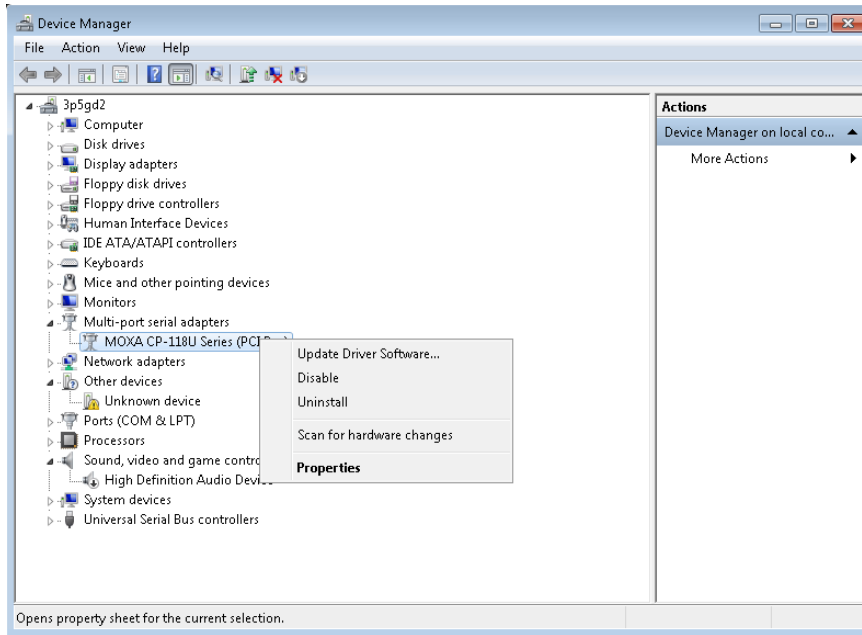 Device Manager
File Action View Help
3p5gd2
Computer
Disk drives
Display adapters
Floppy disk drives
Floppy drive controllers
Human Interface Devices
IDE ATA/ATAPI controllers
Keyboards
Mice and other pointing devices
Monitors
Multi-port serial adapters
MOXA CP-118U Series (PCI
Network adapters
Other devices
Unknown device
Ports (COM & LPT)
Processors
Sound, video and game contro
High Definition Audio Devi
System devices
Universal Serial Bus controllers
Update Driver Software...
Disable
Uninstall
Scan for hardware changes
Properties
Actions
Device Manager on local co...
More Actions
Opens property sheet for the current selection.